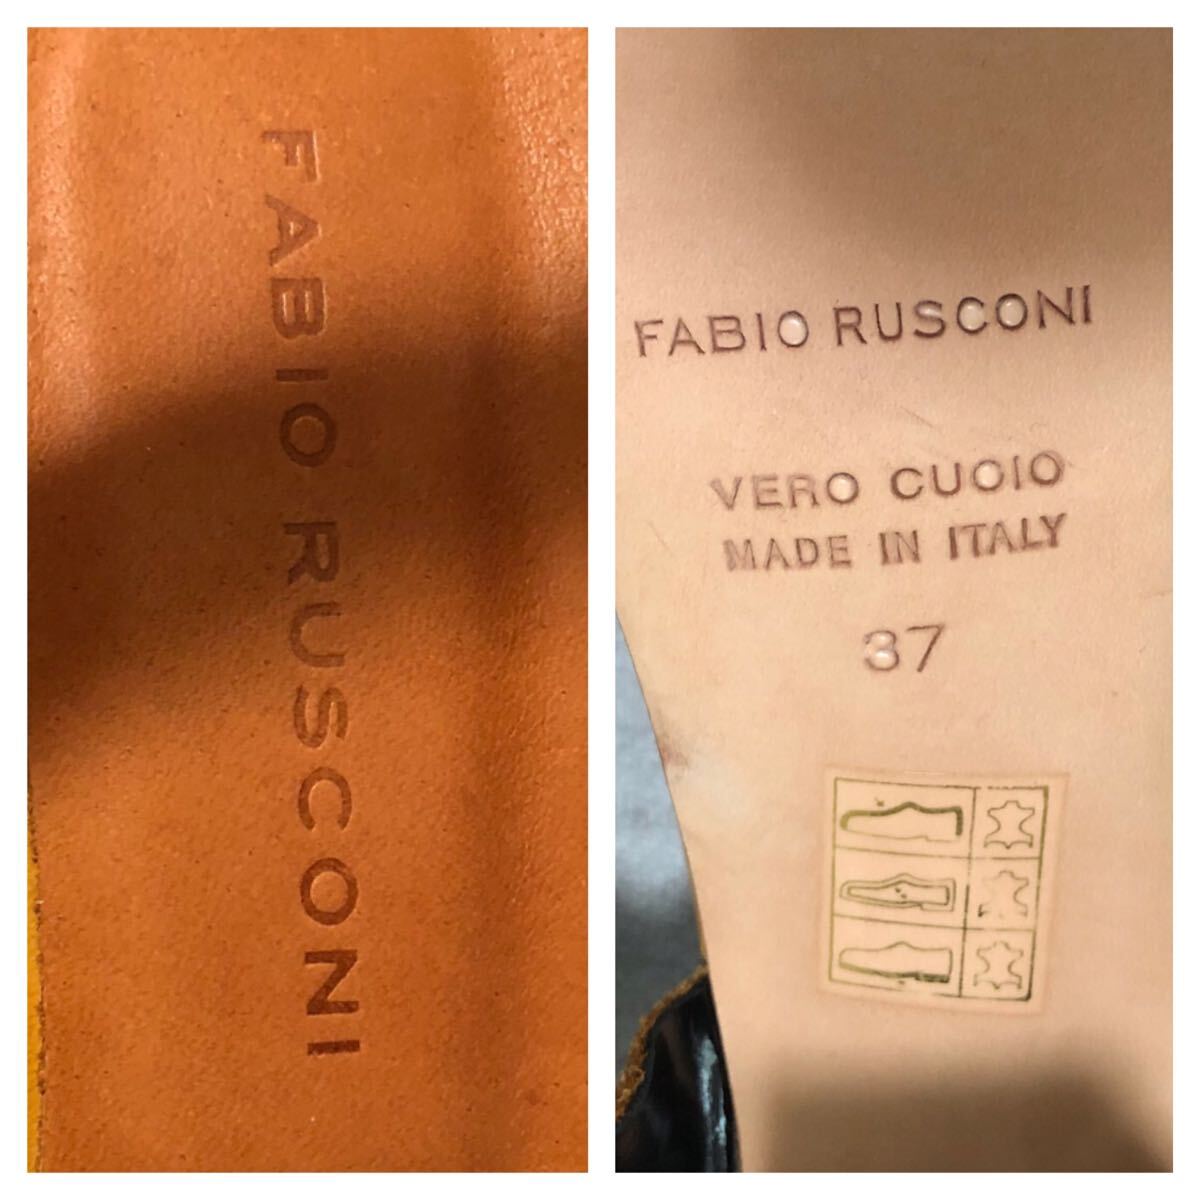 FABIO RUSCONI
FABIO RUSCONI
VERO CUOIO
MADE IN ITALY
37